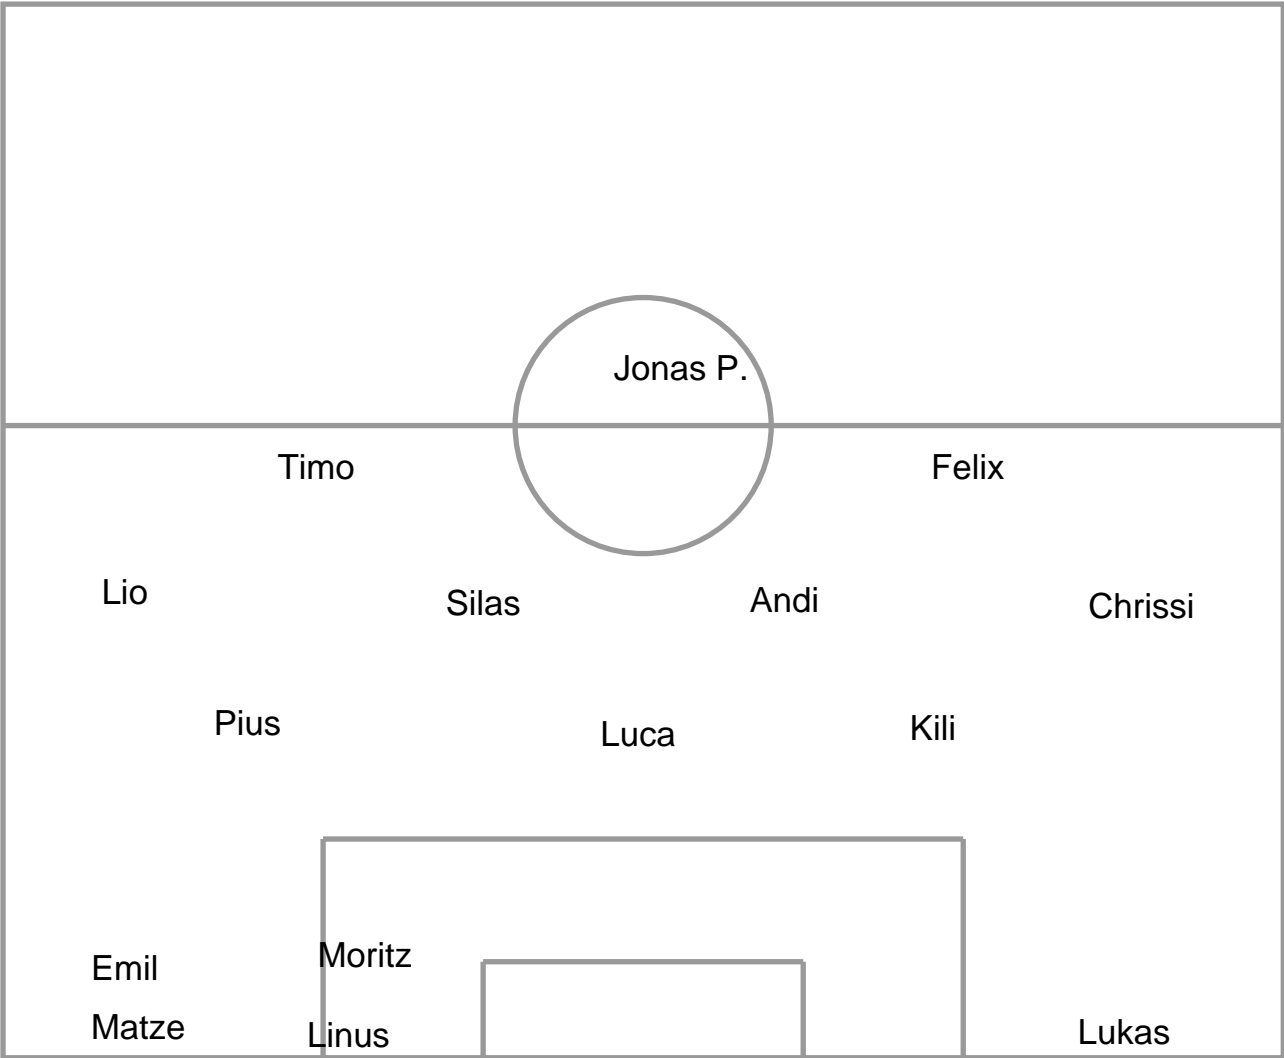 Jonas P.
Timo
Felix
Lio
Silas
Andi
Chrissi
Pius
Luca
Kili
Emil
Moritz
Matze
Linus
Lukas